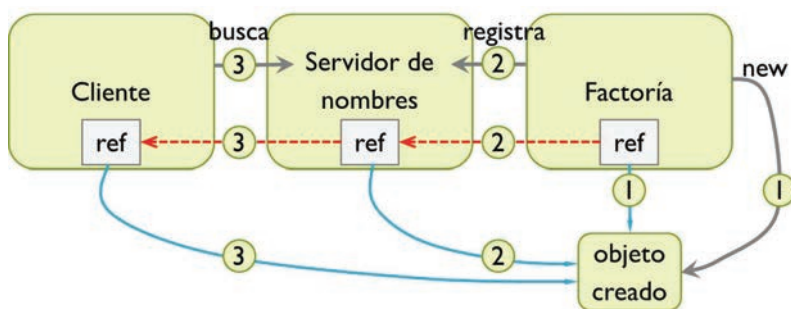 busca
registra
3
2
new
Cliente
Servidor de
nombres
Factoría
ref
3
ref
2
ref
1
1
3
2
objeto
creado